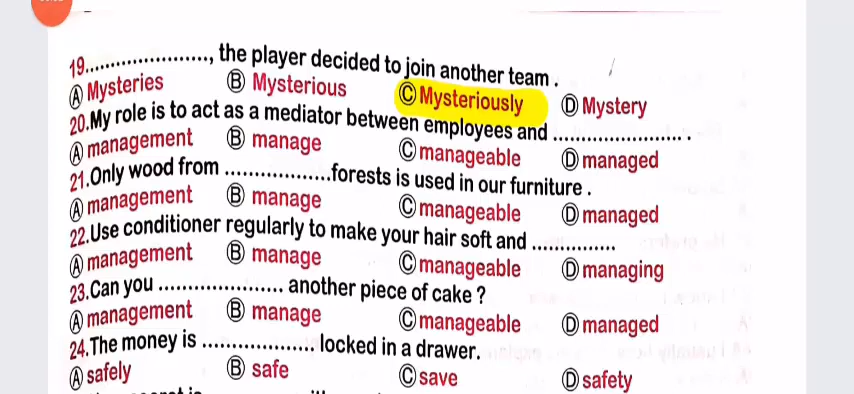 19......................, the player decided to join another team .
Ⓐ Mysteries Ⓑ Mysterious Ⓒ Mysteriously Ⓓ Mystery
20.My role is to act as a mediator between employees and ........................ .
Ⓐ management Ⓑ manage Ⓒ manageable Ⓓ managed
21.Only wood from ..................forests is used in our furniture .
Ⓐ management Ⓑ manage Ⓒ manageable Ⓓ managed
22.Use conditioner regularly to make your hair soft and ...............
Ⓐ management Ⓑ manage Ⓒ manageable Ⓓ managing
23.Can you ...................... another piece of cake ?
Ⓐ management Ⓑ manage Ⓒ manageable Ⓓ managed
24.The money is .................... locked in a drawer.
Ⓐ safely Ⓑ safe Ⓒ save Ⓓ safety